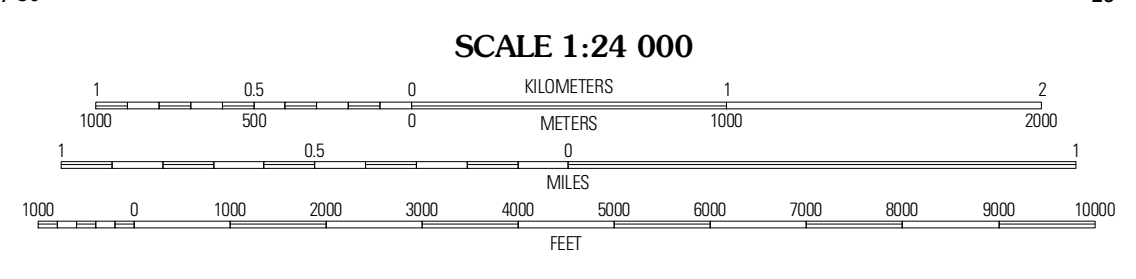 SCALE 1:24 000
KILOMETERS
1 0.5 0 1 2
1000 500 0 METERS 1000 2000
1 0.5 0 1
MILES
1000 0 1000 2000 3000 4000 5000 6000 7000 8000 9000 10000
FEET